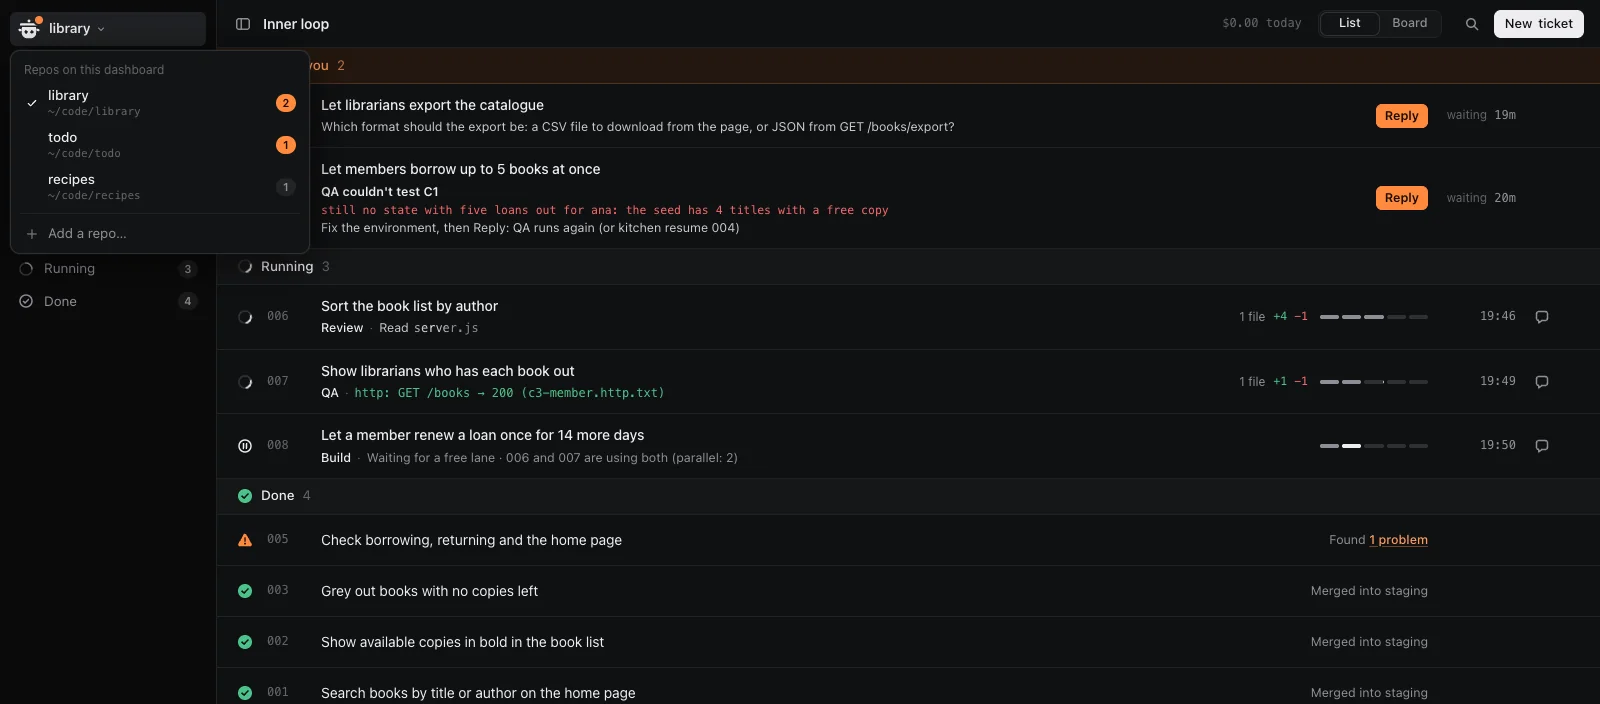 library
Inner loop
$0.00 today
List
Board
New ticket
Repos on this dashboard
library
~/code/library
2
todo
~/code/todo
1
recipes
~/code/recipes
1
Add a repo...
Running 3
Done 4
you 2
Let librarians export the catalogue
Which format should the export be: a CSV file to download from the page, or JSON from GET /books/export?
Reply
waiting 19m
Let members borrow up to 5 books at once
QA couldn't test C1
still no state with five loans out for ana: the seed has 4 titles with a free copy
Fix the environment, then Reply: QA runs again (or kitchen resume 004)
Reply
waiting 20m
Running 3
006
Sort the book list by author
Review · Read server.js
1 file +4 −1
19:46
007
Show librarians who has each book out
QA · http: GET /books → 200 (c3-member.http.txt)
1 file +1 −1
19:49
008
Let a member renew a loan once for 14 more days
Build · Waiting for a free lane · 006 and 007 are using both (parallel: 2)
19:50
Done 4
005
Check borrowing, returning and the home page
Found 1 problem
003
Grey out books with no copies left
Merged into staging
002
Show available copies in bold in the book list
Merged into staging
001
Search books by title or author on the home page
Merged into staging